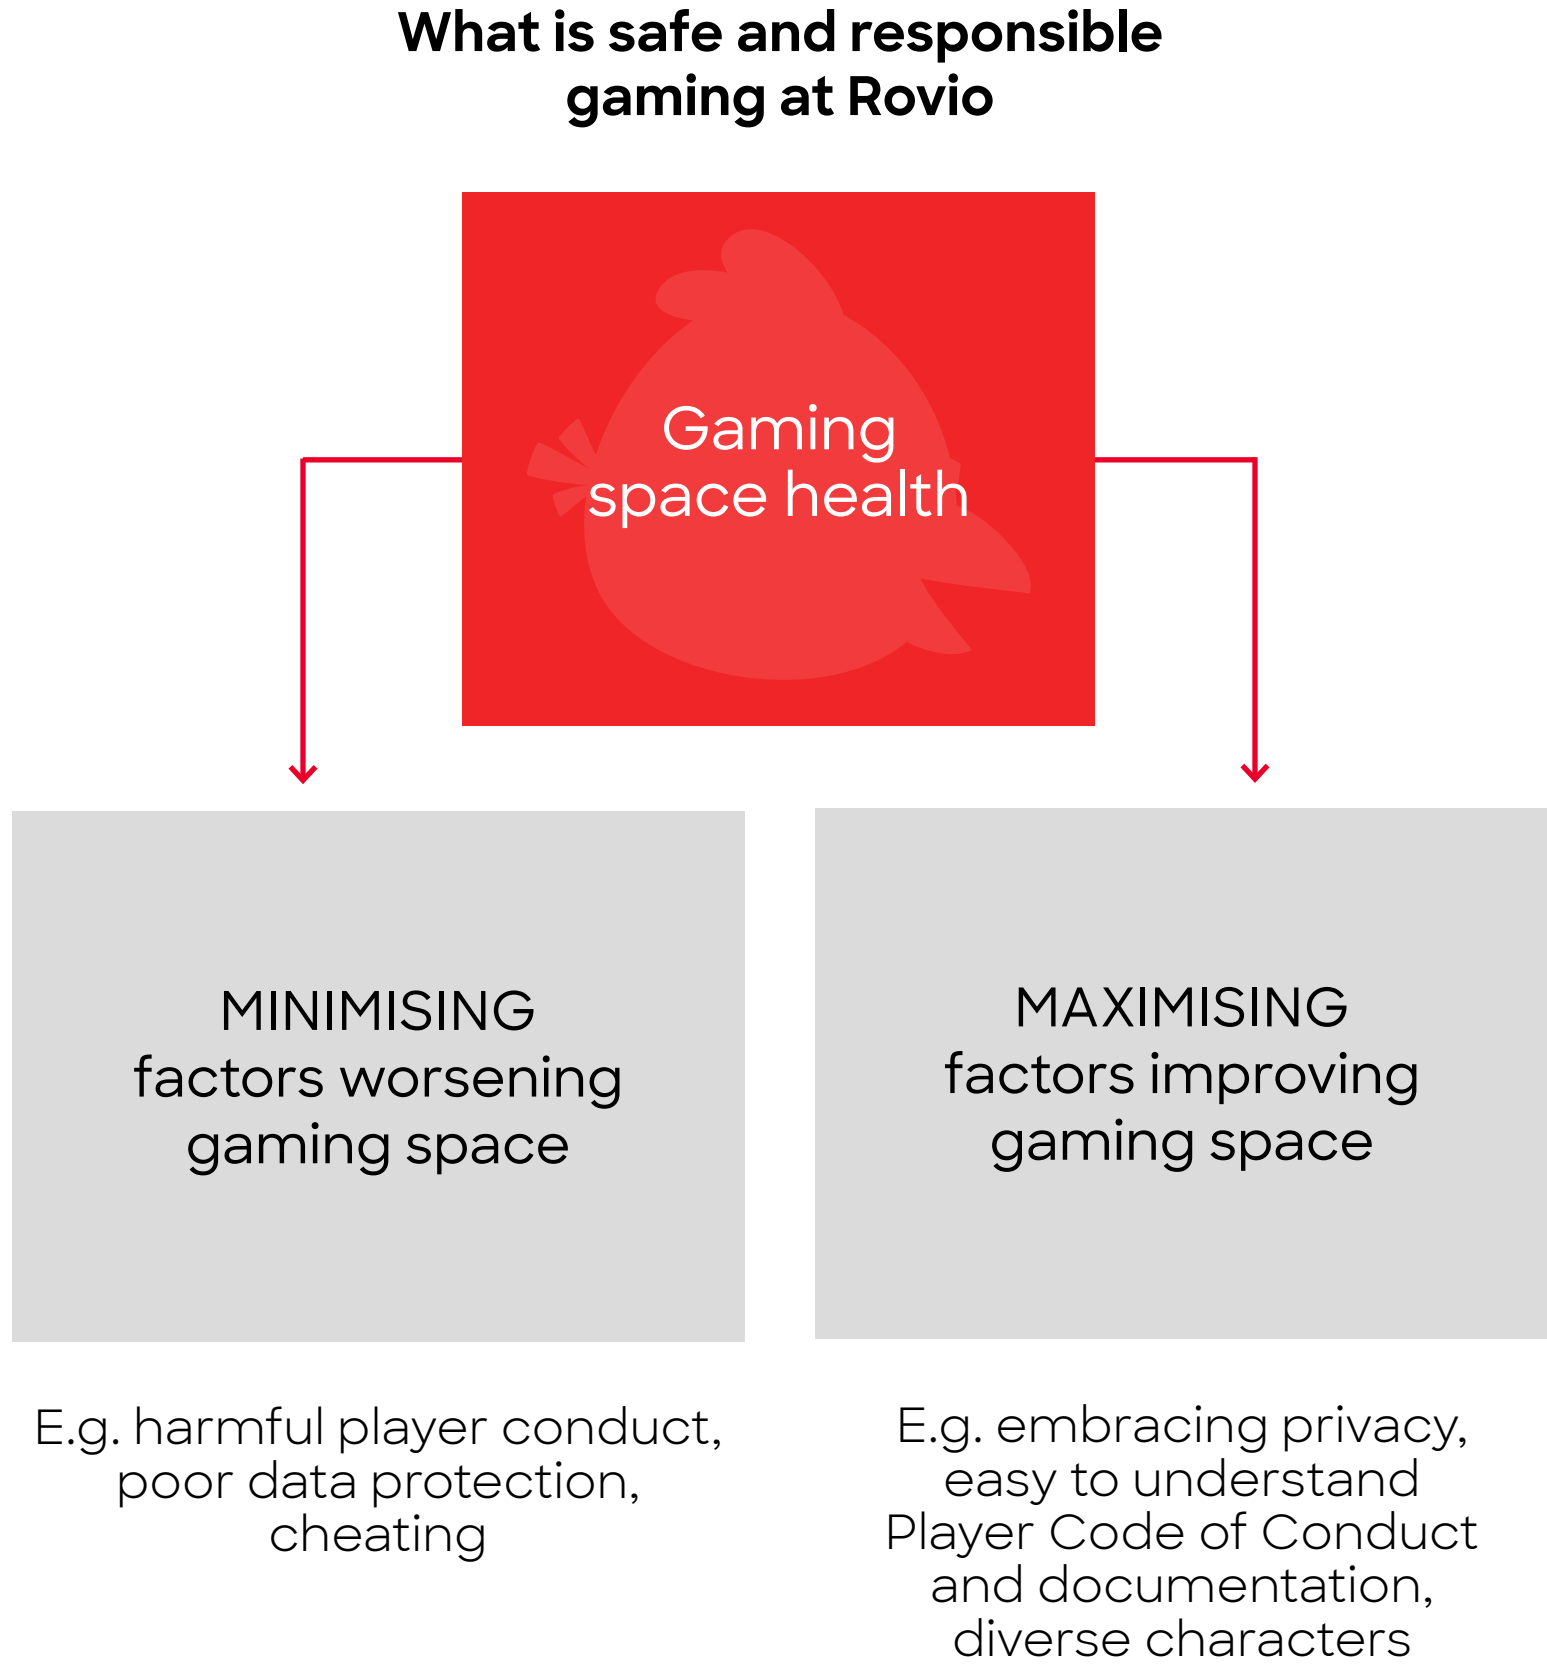 What is safe and responsible
gaming at Rovio
Gaming
space health
MINIMISING
factors worsening
gaming space
MAXIMISING
factors improving
gaming space
E.g. harmful player conduct,
poor data protection,
cheating
E.g. embracing privacy,
easy to understand
Player Code of Conduct
and documentation,
diverse characters